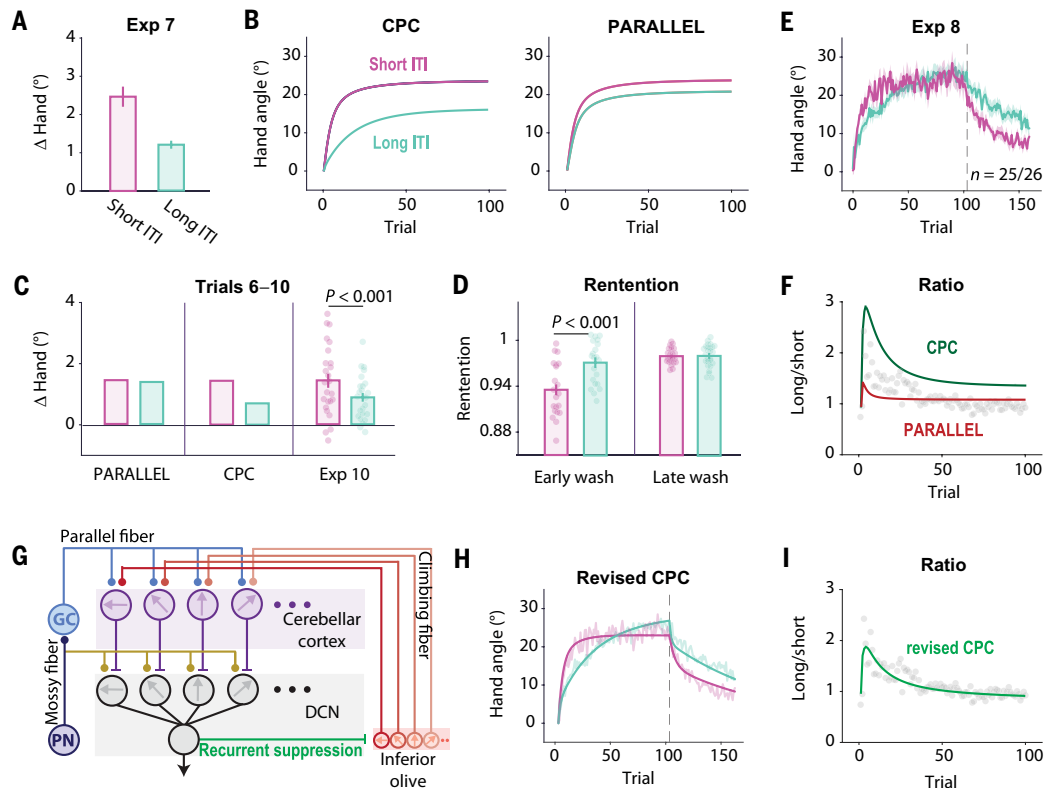 A
Exp 7
Δ Hand (°)
4
3
2
1
0
Short ITI
Long ITI
B
CPC
Hand angle (°)
30
20
10
0
Short ITI
Long ITI
0
50
100
Trial
PARALLEL
30
20
10
0
0
50
100
Trial
E
Exp 8
Hand angle (°)
30
20
10
0
n = 25/26
0
50
100
150
Trial
C
Trials 6–10
Δ Hand (°)
4
2
0
P < 0.001
PARALLEL
CPC
Exp 10
D
Rentention
Rentention
1
0.94
0.88
P < 0.001
Early wash
Late wash
F
Ratio
Long/short
3
2
1
0
CPC
PARALLEL
0
50
100
Trial
G
Parallel fiber
Climbing fiber
GC
Cerebellar
cortex
Mossy fiber
DCN
PN
Recurrent suppression
Inferior
olive
H
Revised CPC
Hand angle (°)
30
20
10
0
0
50
100
150
Trial
I
Ratio
Long/short
3
2
1
0
revised CPC
0
50
100
Trial